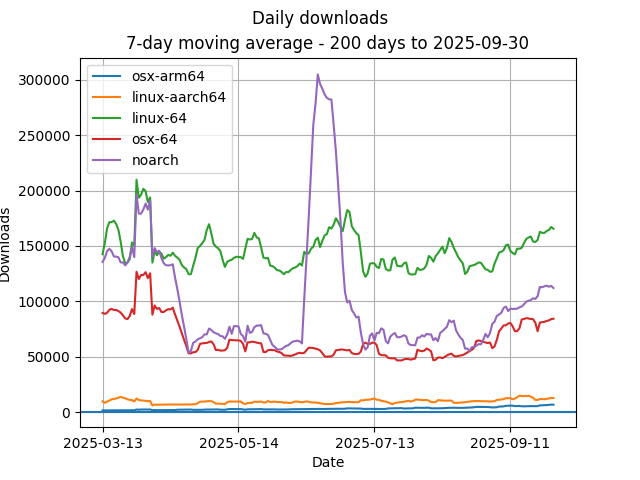 Daily downloads
7-day moving average - 200 days to 2025-09-30
osx-arm64
linux-aarch64
linux-64
osx-64
noarch
300000
250000
200000
150000
100000
50000
0
Downloads
2025-03-13
2025-05-14
2025-07-13
2025-09-11
Date